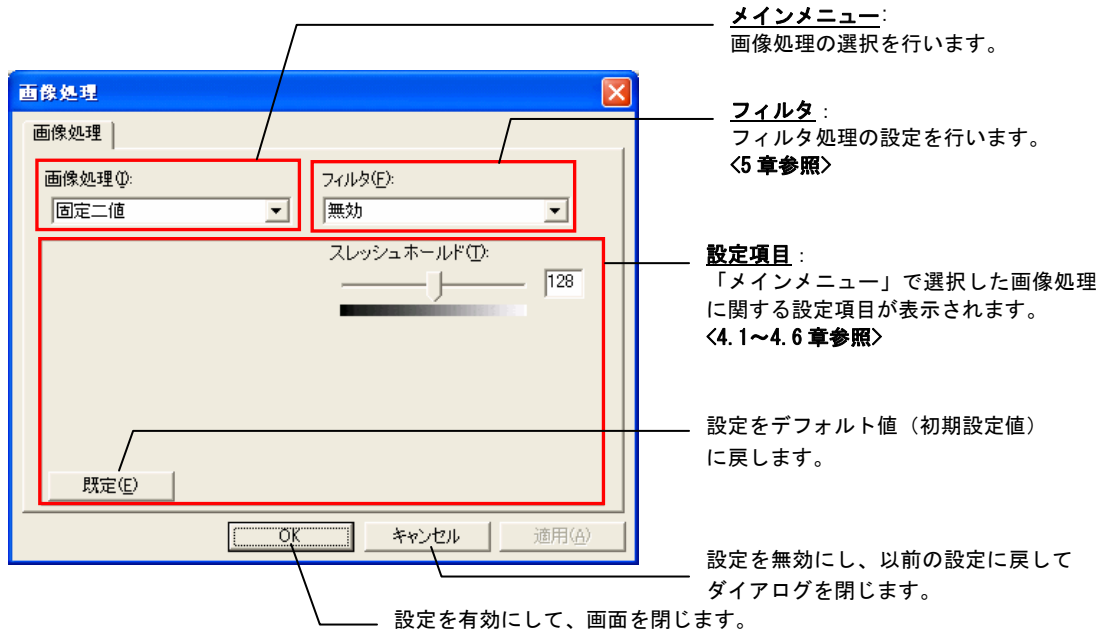 メインメニュー:
画像処理の選択を行います。
画像処理
画像処理
フィルタ：
フィルタ処理の設定を行います。
<5 章参照>
画像処理(I):
固定二値
フィルタ(F):
無効
スレッシュホールド(T):
128
設定項目：
「メインメニュー」で選択した画像処理
に関する設定項目が表示されます。
<4.1～4.6 章参照>
設定をデフォルト値（初期設定値）
に戻します。
既定(E)
OK
キャンセル
適用(A)
設定を無効にし、以前の設定に戻して
ダイアログを閉じます。
設定を有効にして、画面を閉じます。